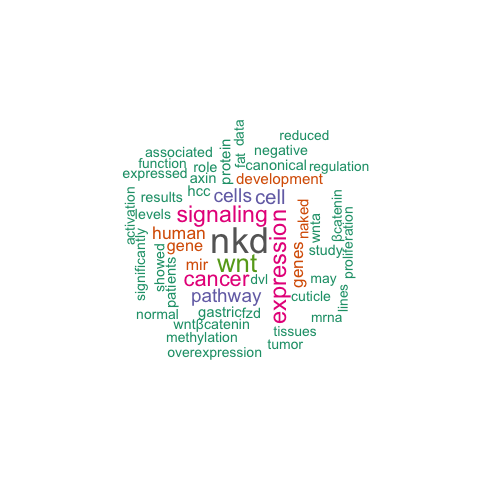 data
reduced
associated
protein
fat
negative
function
role
canonical
regulation
expressed
axin
development
hcc
results
cells
cell
activation
levels
signaling
expression
naked
wnta
βcatenin
proliferation
human
nkd
genes
gene
study
significantly
showed
patients
mir
wnt
cancer
dvl
may
pathway
cuticle
lines
normal
gastric
fzd
mrna
wntβcatenin
tissues
methylation
tumor
overexpression